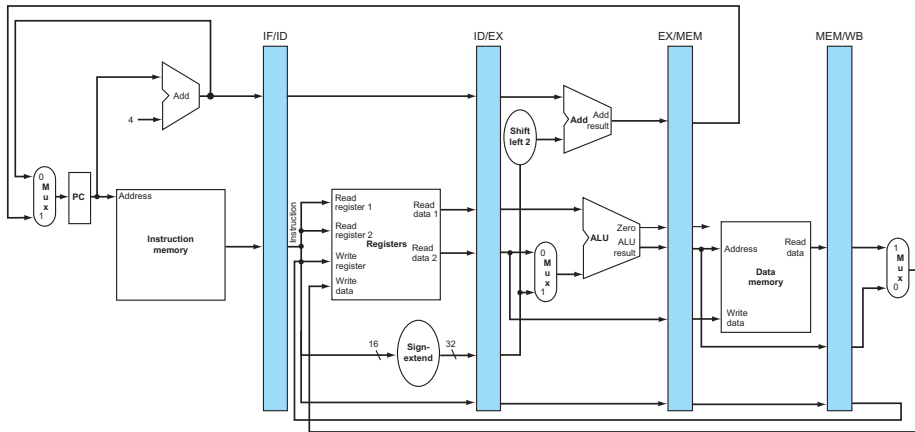 IF/ID
ID/EX
EX/MEM
MEM/WB
Add
4
Add
Add
result
Shift
left 2
0
M
u
x
1
PC
Address
Instruction
memory
Instruction
Read
register 1
Read
register 2
Write
register
Write
data
Registers
Read
data 1
Read
data 2
0
M
u
x
1
ALU
Zero
ALU
result
Address
Read
data
Data
memory
Write
data
1
M
u
x
0
16
Sign-
extend
32